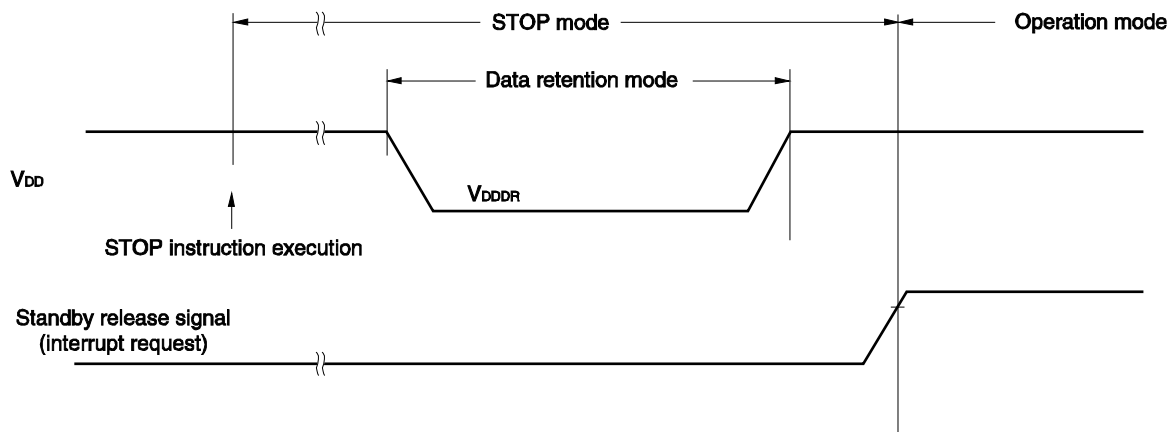 STOP mode
Operation mode
Data retention mode
VDD
VDDDR
STOP instruction execution
Standby release signal
(interrupt request)